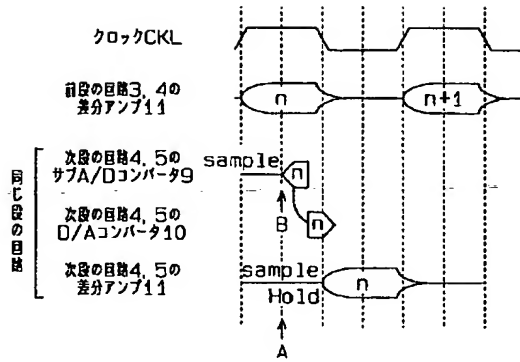 クロックCKL
前段の回路3, 4の
差分アンプ11
n
n+1
同じ段の回路
次段の回路4, 5の
サブA/Dコンバータ9
sample
n
B
次段の回路4, 5の
D/Aコンバータ10
n
次段の回路4, 5の
差分アンプ11
sample
Hold
n
A